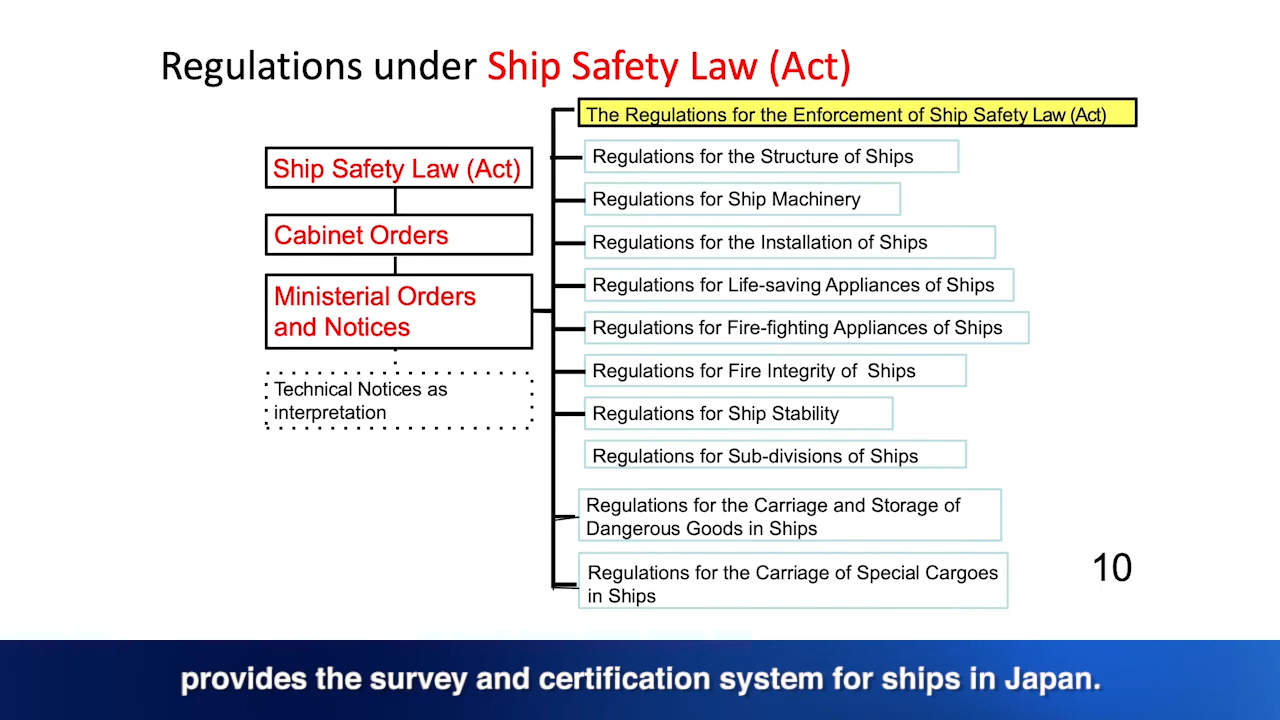 Regulations under Ship Safety Law (Act)
Ship Safety Law (Act)
Cabinet Orders
Ministerial Orders
and Notices
Technical Notices as
interpretation
The Regulations for the Enforcement of Ship Safety Law (Act)
Regulations for the Structure of Ships
Regulations for Ship Machinery
Regulations for the Installation of Ships
Regulations for Life-saving Appliances of Ships
Regulations for Fire-fighting Appliances of Ships
Regulations for Fire Integrity of Ships
Regulations for Ship Stability
Regulations for Sub-divisions of Ships
Regulations for the Carriage and Storage of
Dangerous Goods in Ships
Regulations for the Carriage of Special Cargoes
in Ships
10
provides the survey and certification system for ships in Japan.